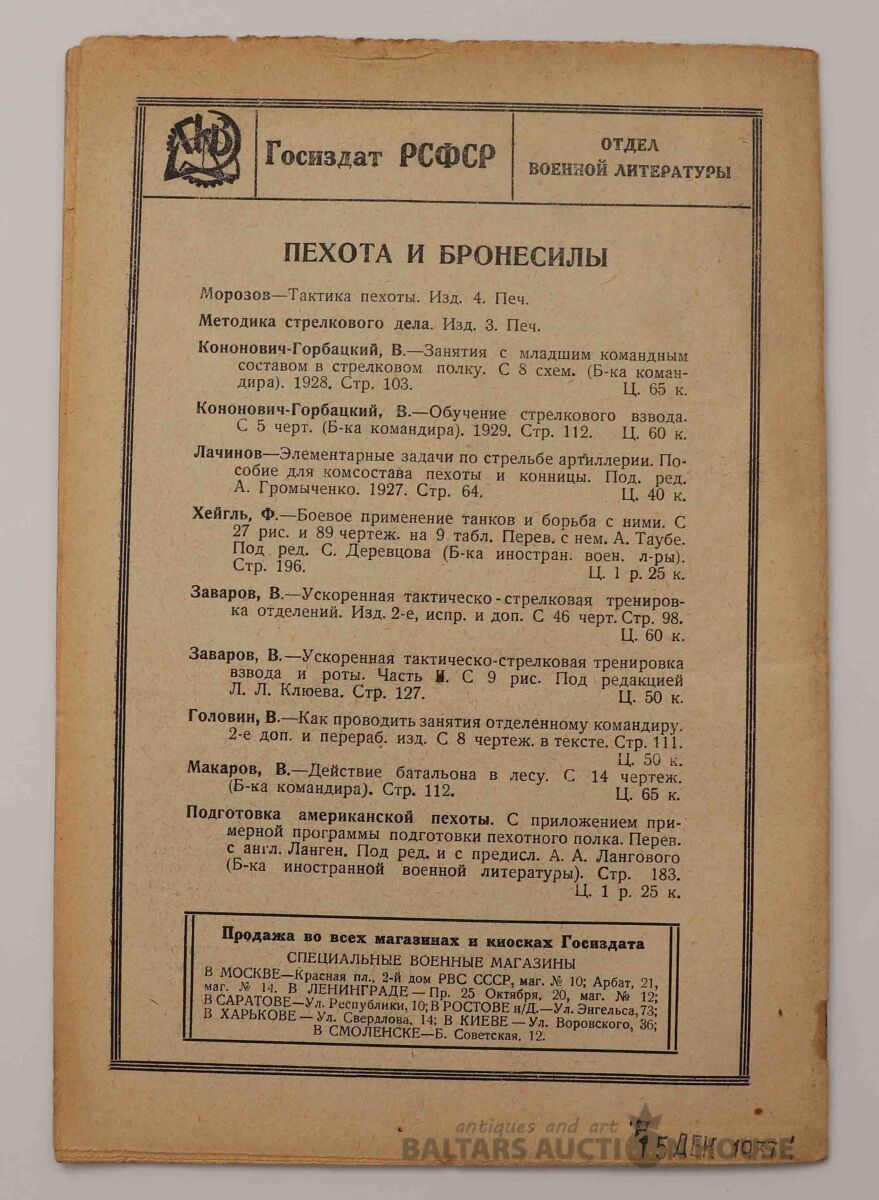 Госиздат РСФСР
ОТДЕЛ
ВОЕННОЙ ЛИТЕРАТУРЫ
ПЕХОТА И БРОНЕСИЛЫ
Морозов—Тактика пехоты. Изд. 4. Печ.
Методика стрелкового дела. Изд. 3. Печ.
Кононович-Горбацкий, В.—Занятия с младшим командным
составом в стрелковом полку. С 8 схем. (Б-ка коман-
дира). 1928. Стр. 103. Ц. 65 к.
Кононович-Горбацкий, В.—Обучение стрелкового взвода.
С 5 черт. (Б-ка командира). 1929. Стр. 112. Ц. 60 к.
Лачинов—Элементарные задачи по стрельбе артиллерии. По-
собие для комсостава пехоты и конницы. Под. ред.
А. Громыченко. 1927. Стр. 64. Ц. 40 к.
Хейгль, Ф.—Боевое применение танков и борьба с ними. С
27 рис. и 89 чертеж. на 9 табл. Перев. с нем. А. Таубе.
Под ред. С. Деревцова (Б-ка иностран. воен. л-ры).
Стр. 196. Ц. 1 р. 25 к.
Заваров, В.—Ускоренная тактическо-стрелковая трениров-
ка отделений. Изд. 2-е, испр. и доп. С 46 черт. Стр. 98.
Ц. 60 к.
Заваров, В.—Ускоренная тактическо-стрелковая тренировка
взвода и роты. Часть И. С 9 рис. Под редакцией
Л. Л. Клюева. Стр. 127. Ц. 50 к.
Головин, В.—Как проводить занятия отделенному командиру.
2-е доп. и перераб. изд. С 8 чертеж. в тексте. Стр. 111.
Ц. 50 к.
Макаров, В.—Действие батальона в лесу. С 14 чертеж.
(Б-ка командира). Стр. 112. Ц. 65 к.
Подготовка американской пехоты. С приложением при-
мерной программы подготовки пехотного полка. Перев.
с англ. Ланген. Под ред. и с предисл. А. А. Лангового
(Б-ка иностранной военной литературы). Стр. 183.
Ц. 1 р. 25 к.
Продажа во всех магазинах и киосках Госиздата
СПЕЦИАЛЬНЫЕ ВОЕННЫЕ МАГАЗИНЫ
В МОСКВЕ—Красная пл., 2-й дом РВС СССР, маг. № 10; Арбат, 21,
маг. № 14. В ЛЕНИНГРАДЕ—Пр. 25 Октября, 20, маг. № 12;
В САРАТОВЕ—Ул. Республики, 10; В РОСТОВЕ н/Д.—Ул. Энгельса, 73;
В ХАРЬКОВЕ—Ул. Свердлова, 14; В КИЕВЕ—Ул. Воровского, 36;
В СМОЛЕНСКЕ—Б. Советская, 12.
antiques and art
BALTARS AUCTION HOUSE
15 ДЕК